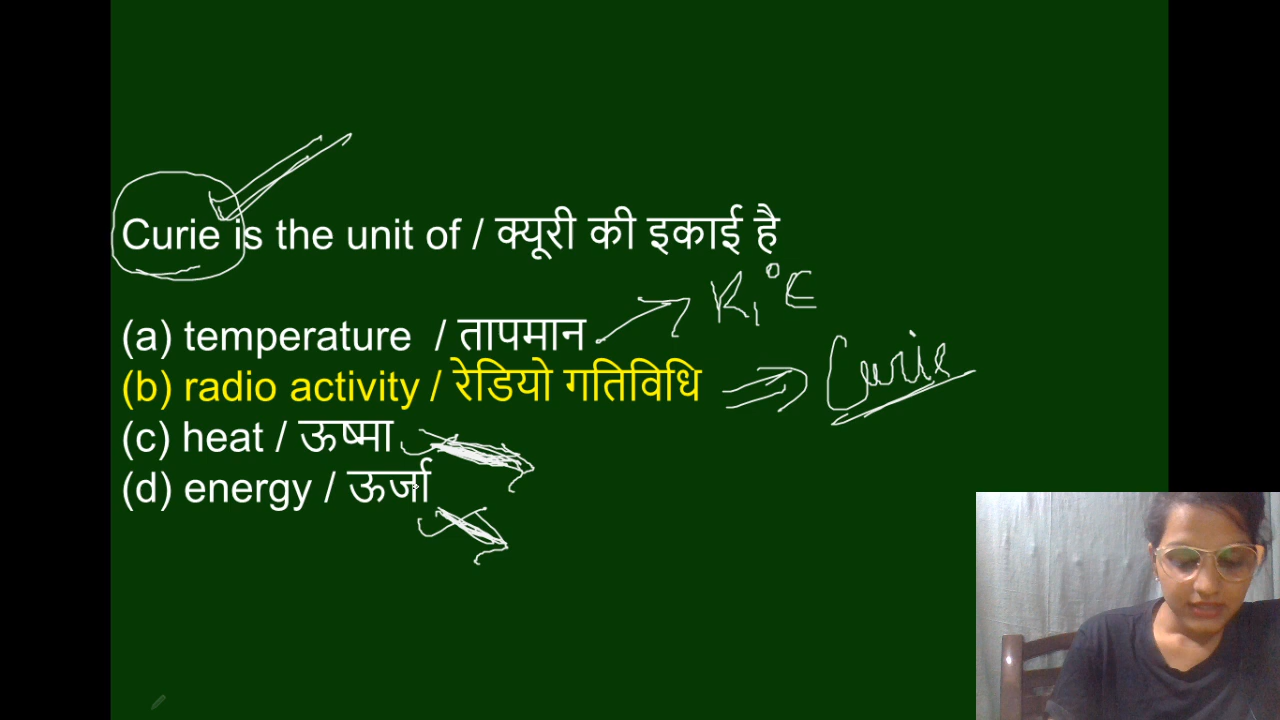 Curie is the unit of / क्यूरी की इकाई है
(a) temperature / तापमान K, °C
(b) radio activity / रेडियो गतिविधि Curie
(c) heat / ऊष्मा
(d) energy / ऊर्जा